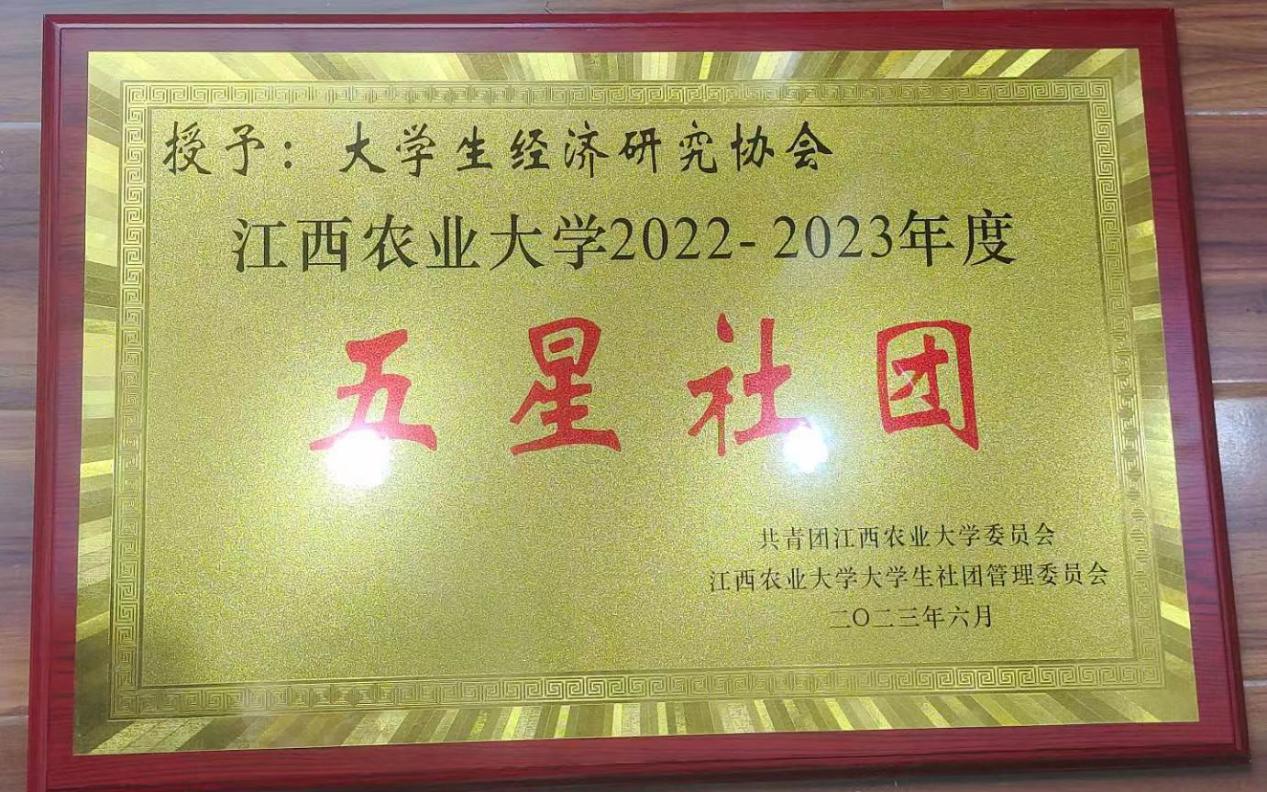 授予：大学生经济研究协会
江西农业大学2022-2023年度
五星社团
共青团江西农业大学委员会
江西农业大学大学生社团管理委员会
二〇二三年六月